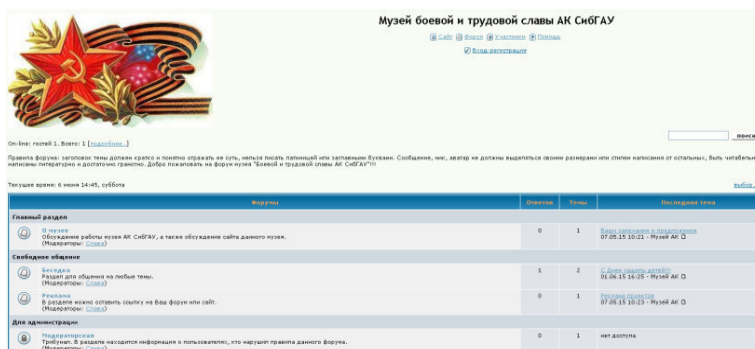 Музей боевой и трудовой славы АК СибГАУ
Сайт Форум Участники Помощь
Вход регистрация
поиск
On-line: гостей 1. Всего: 1 [подробнее..]
Правила форума: заголовок темы должен кратко и понятно отражать ее суть, нельзя писать латиницей или заглавными буквами. Сообщение, ник, аватар не должны выделяться своими размерами или стилем написания от остальных, быть читабельн
написаны литературно и достаточно грамотно. Добро пожаловать на форум музея "Боевой и трудовой славы АК СибГАУ"!!!
Текущее время: 6 июня 14:45, суббота
выбор
Форумы Ответов Темы Последняя тема
Главный раздел
О музее 0 1 Ваши замечания и предложения
Обсуждение работы музея АК СибГАУ, а также обсуждение сайта данного музея. 07.05.15 10:21 - Музей АК
(Модераторы: Слава)
Свободное общение
Беседка 1 2 С Днем защиты детей!!!
Раздел для общения на любые темы. 01.06.15 16:25 - Музей АК
(Модераторы: Слава)
Реклама 0 1 Реклама проектов
В разделе можно оставить ссылку на Ваш форум или сайт. 07.05.15 10:23 - Музей АК
(Модераторы: Слава)
Для администрации
Модераторская 0 1 нет доступа
Трибунал. В разделе находится информация о пользователях, кто нарушил правила данного форума.
(Модераторы: Слава)